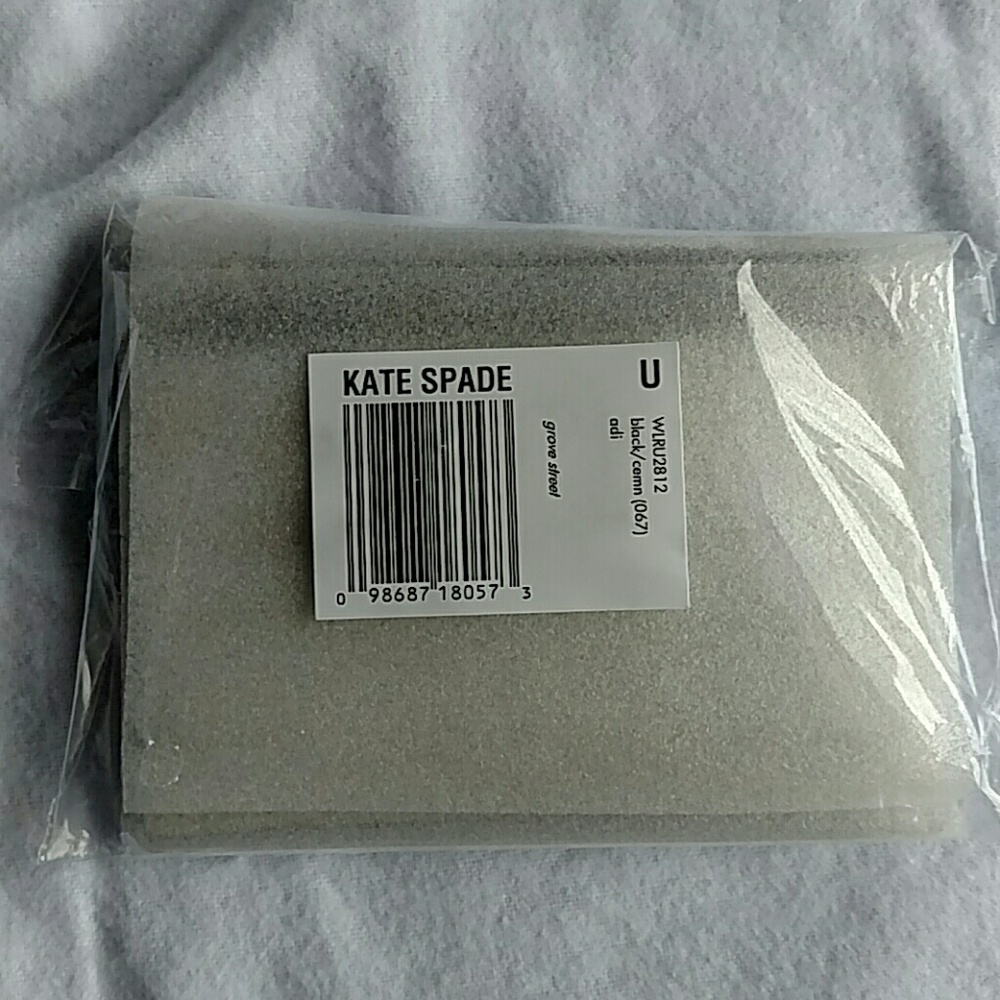 KATE SPADE
U
WLRU2812
black/cemn (067)
adi
grove street
0 98687 18057 3